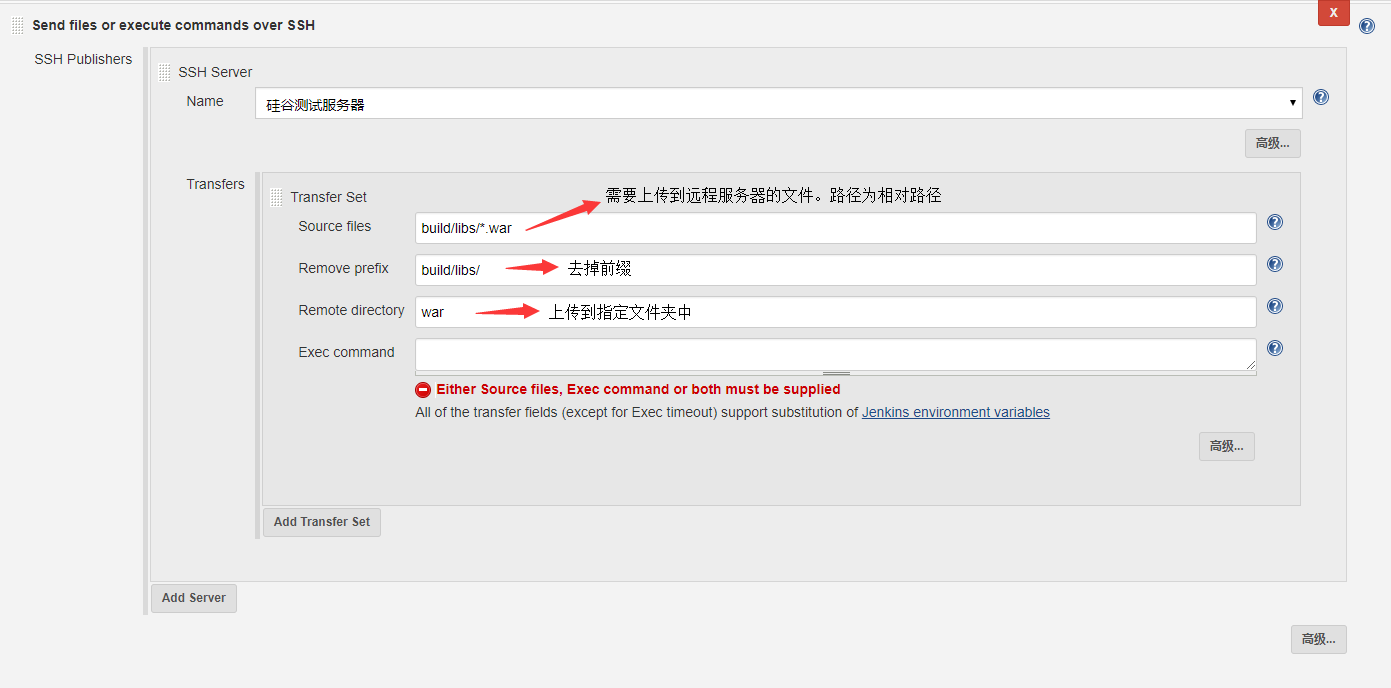 Send files or execute commands over SSH
X
SSH Publishers
SSH Server
Name
硅谷测试服务器
高级...
Transfers
Transfer Set
需要上传到远程服务器的文件。路径为相对路径
Source files
build/libs/*.war
Remove prefix
build/libs/
去掉前缀
Remote directory
war
上传到指定文件夹中
Exec command
Either Source files, Exec command or both must be supplied
All of the transfer fields (except for Exec timeout) support substitution of Jenkins environment variables
高级...
Add Transfer Set
Add Server
高级...